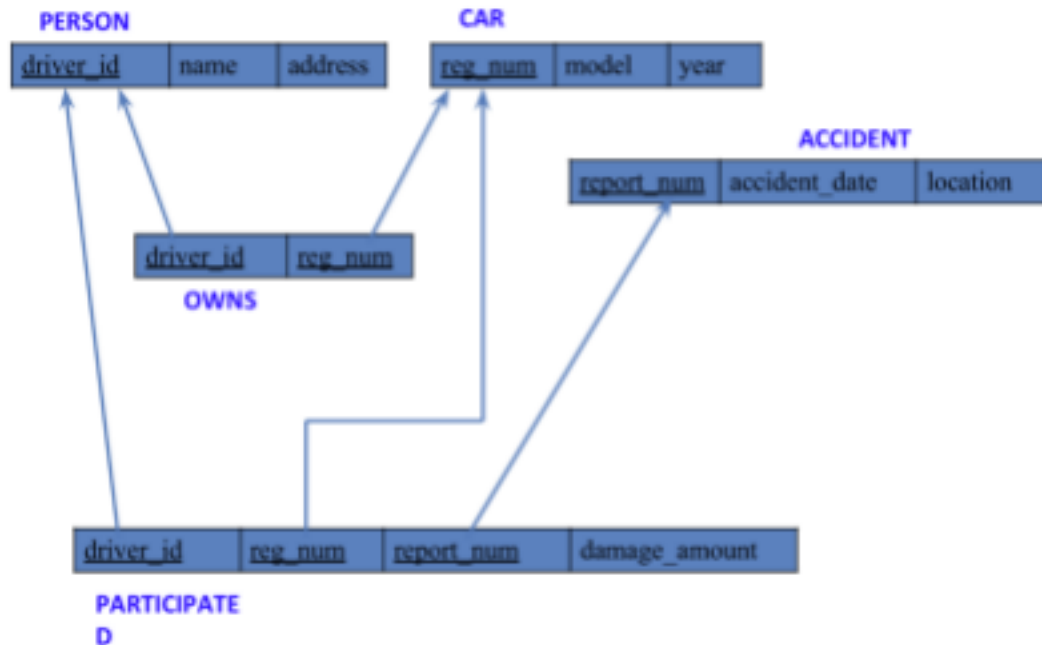 PERSON
CAR
driver_id name address
reg_num model year
ACCIDENT
report_num accident_date location
driver_id reg_num
OWNS
driver_id reg_num report_num damage_amount
PARTICIPATE
D